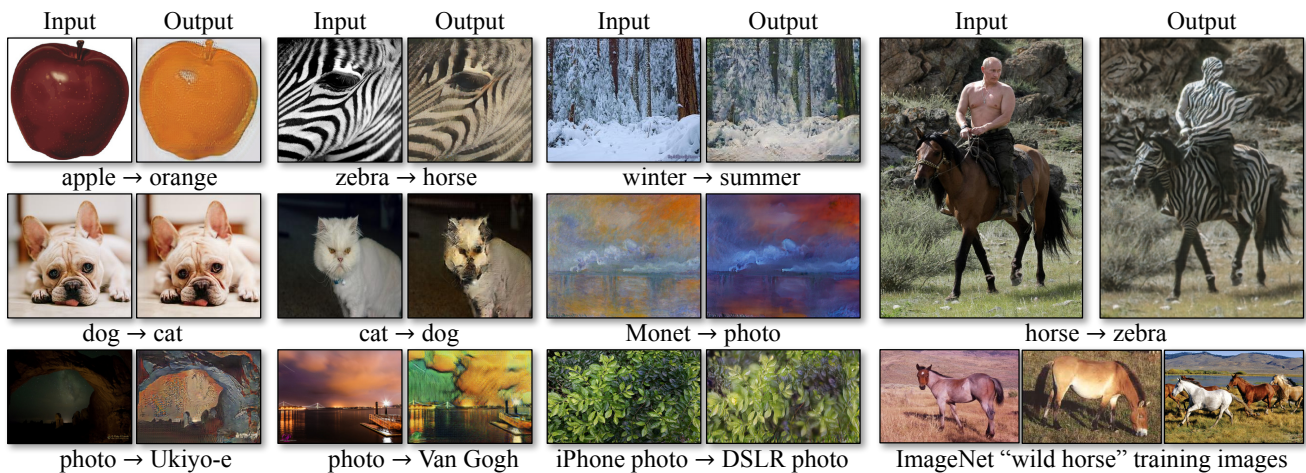 Input Output Input Output Input Output Input Output
apple → orange zebra → horse winter → summer
dog → cat cat → dog Monet → photo horse → zebra
photo → Ukiyo-e photo → Van Gogh iPhone photo → DSLR photo ImageNet “wild horse” training images